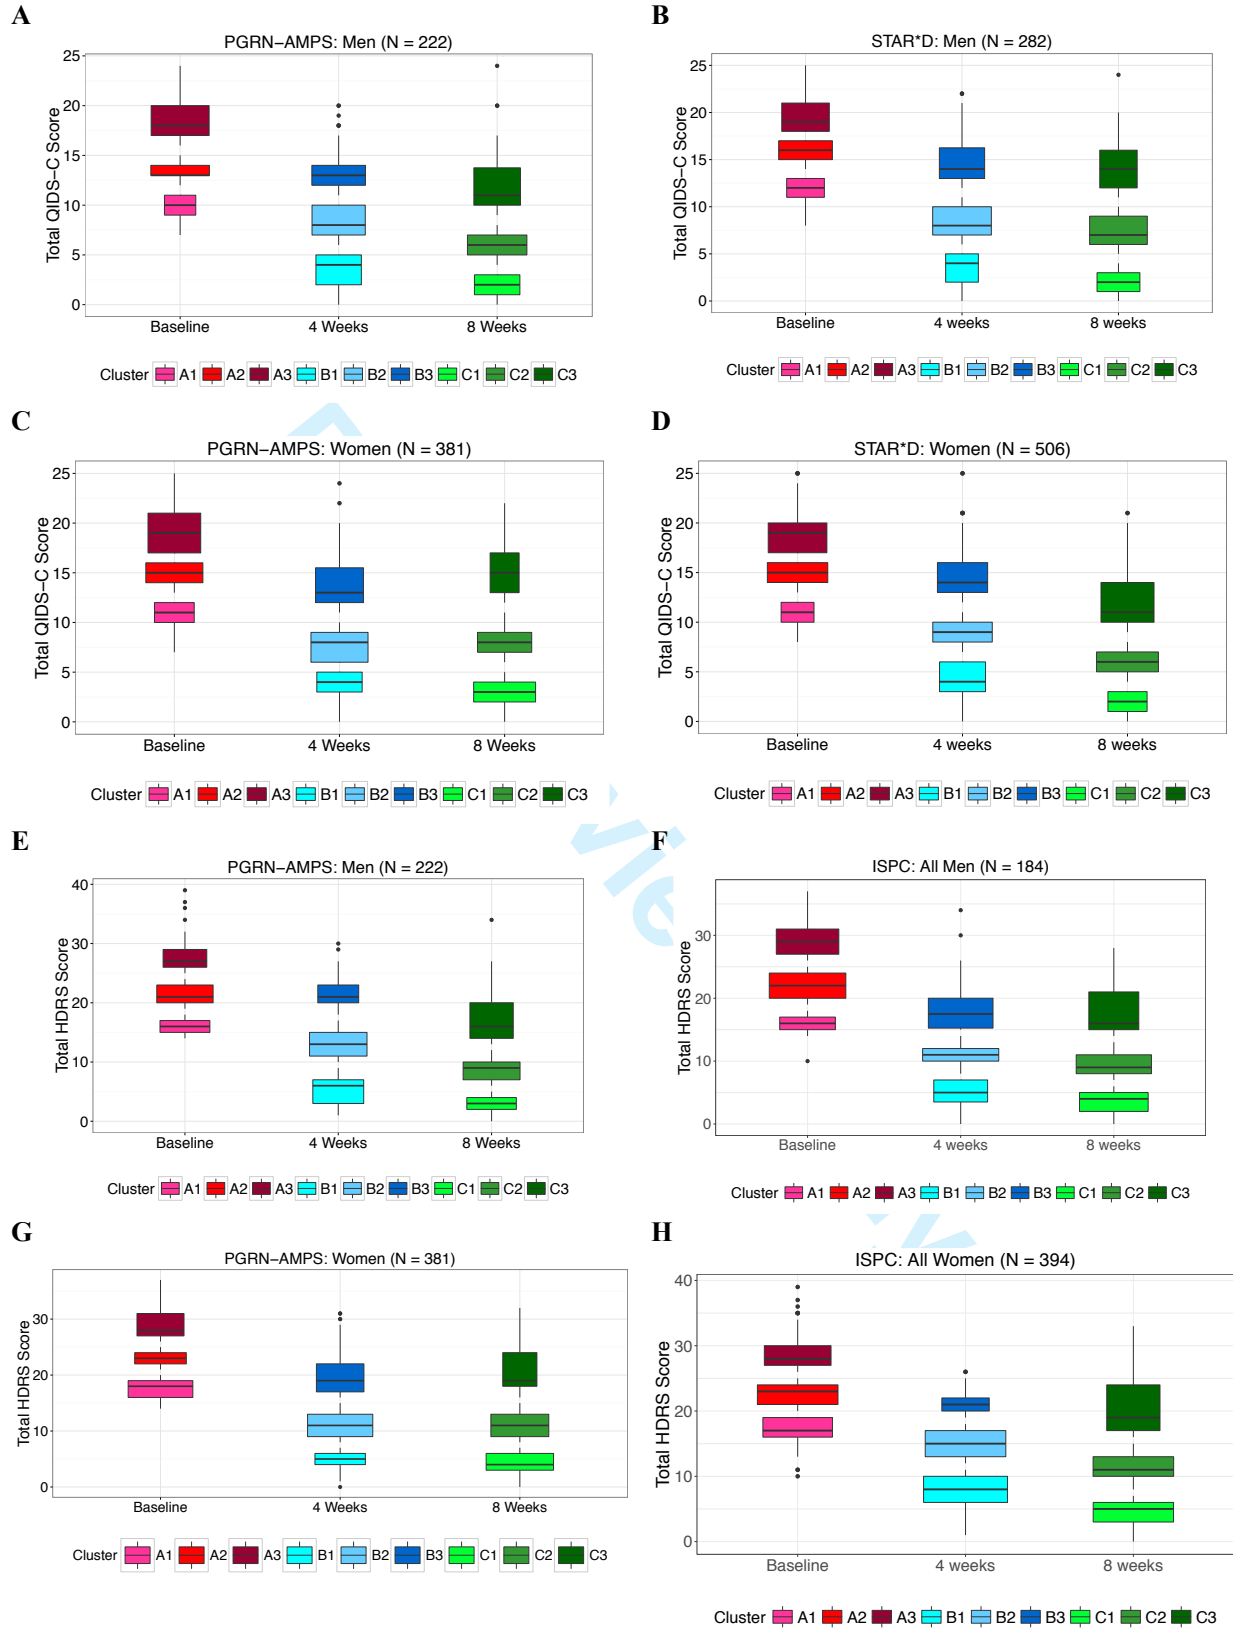 A
PGRN-AMPS: Men (N = 222)
Total QIDS-C Score
25
20
15
10
5
0
Baseline 4 Weeks 8 Weeks
Cluster A1 A2 A3 B1 B2 B3 C1 C2 C3
B
STAR*D: Men (N = 282)
Total QIDS-C Score
25
20
15
10
5
0
Baseline 4 weeks 8 weeks
Cluster A1 A2 A3 B1 B2 B3 C1 C2 C3
C
PGRN-AMPS: Women (N = 381)
Total QIDS-C Score
25
20
15
10
5
0
Baseline 4 Weeks 8 Weeks
Cluster A1 A2 A3 B1 B2 B3 C1 C2 C3
D
STAR*D: Women (N = 506)
Total QIDS-C Score
25
20
15
10
5
0
Baseline 4 weeks 8 weeks
Cluster A1 A2 A3 B1 B2 B3 C1 C2 C3
E
PGRN-AMPS: Men (N = 222)
Total HDRS Score
40
30
20
10
0
Baseline 4 Weeks 8 Weeks
Cluster A1 A2 A3 B1 B2 B3 C1 C2 C3
F
ISPC: All Men (N = 184)
Total HDRS Score
30
20
10
0
Baseline 4 weeks 8 weeks
Cluster A1 A2 A3 B1 B2 B3 C1 C2 C3
G
PGRN-AMPS: Women (N = 381)
Total HDRS Score
30
20
10
0
Baseline 4 Weeks 8 Weeks
Cluster A1 A2 A3 B1 B2 B3 C1 C2 C3
H
ISPC: All Women (N = 394)
Total HDRS Score
40
30
20
10
0
Baseline 4 weeks 8 weeks
Cluster A1 A2 A3 B1 B2 B3 C1 C2 C3